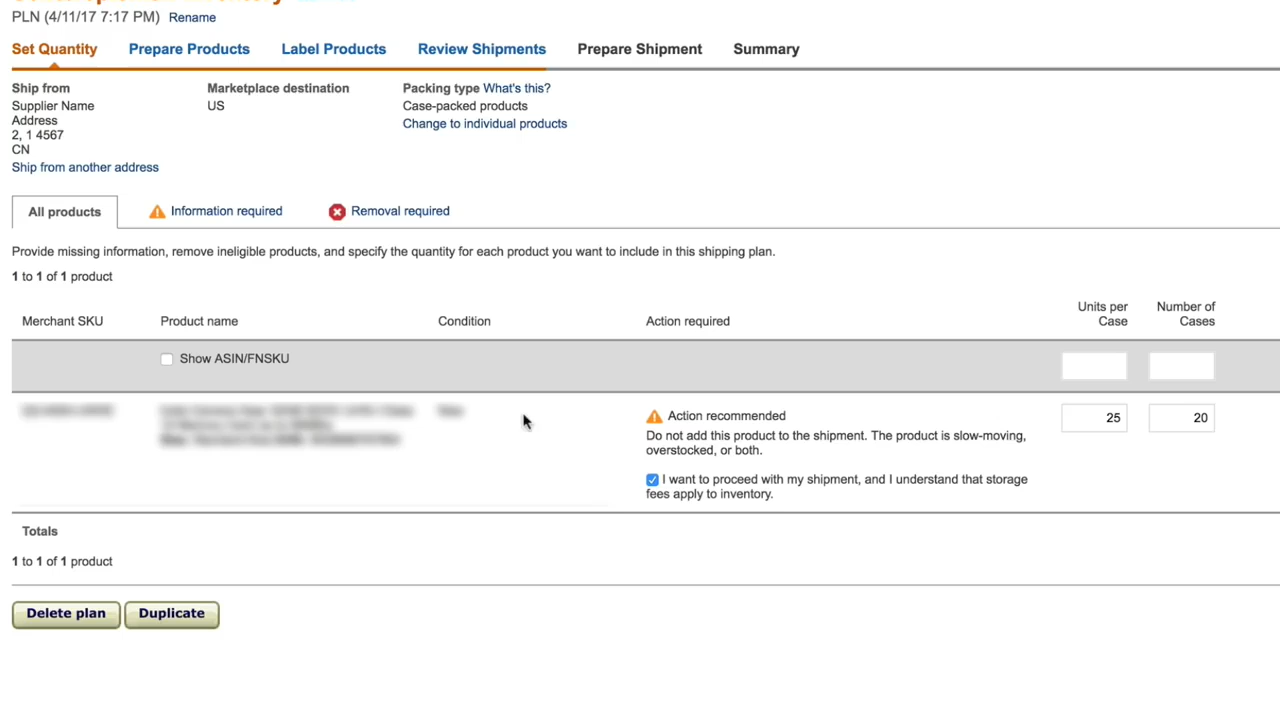 PLN (4/11/17 7:17 PM) Rename
Set Quantity Prepare Products Label Products Review Shipments Prepare Shipment Summary
Ship from
Supplier Name
Address
2, 1 4567
CN
Ship from another address
Marketplace destination
US
Packing type What's this?
Case-packed products
Change to individual products
All products Information required Removal required
Provide missing information, remove ineligible products, and specify the quantity for each product you want to include in this shipping plan.
1 to 1 of 1 product
Merchant SKU Product name Condition Action required Units per Case Number of Cases
Show ASIN/FNSKU
Action recommended 25 20
Do not add this product to the shipment. The product is slow-moving,
overstocked, or both.
I want to proceed with my shipment, and I understand that storage
fees apply to inventory.
Totals
1 to 1 of 1 product
Delete plan Duplicate